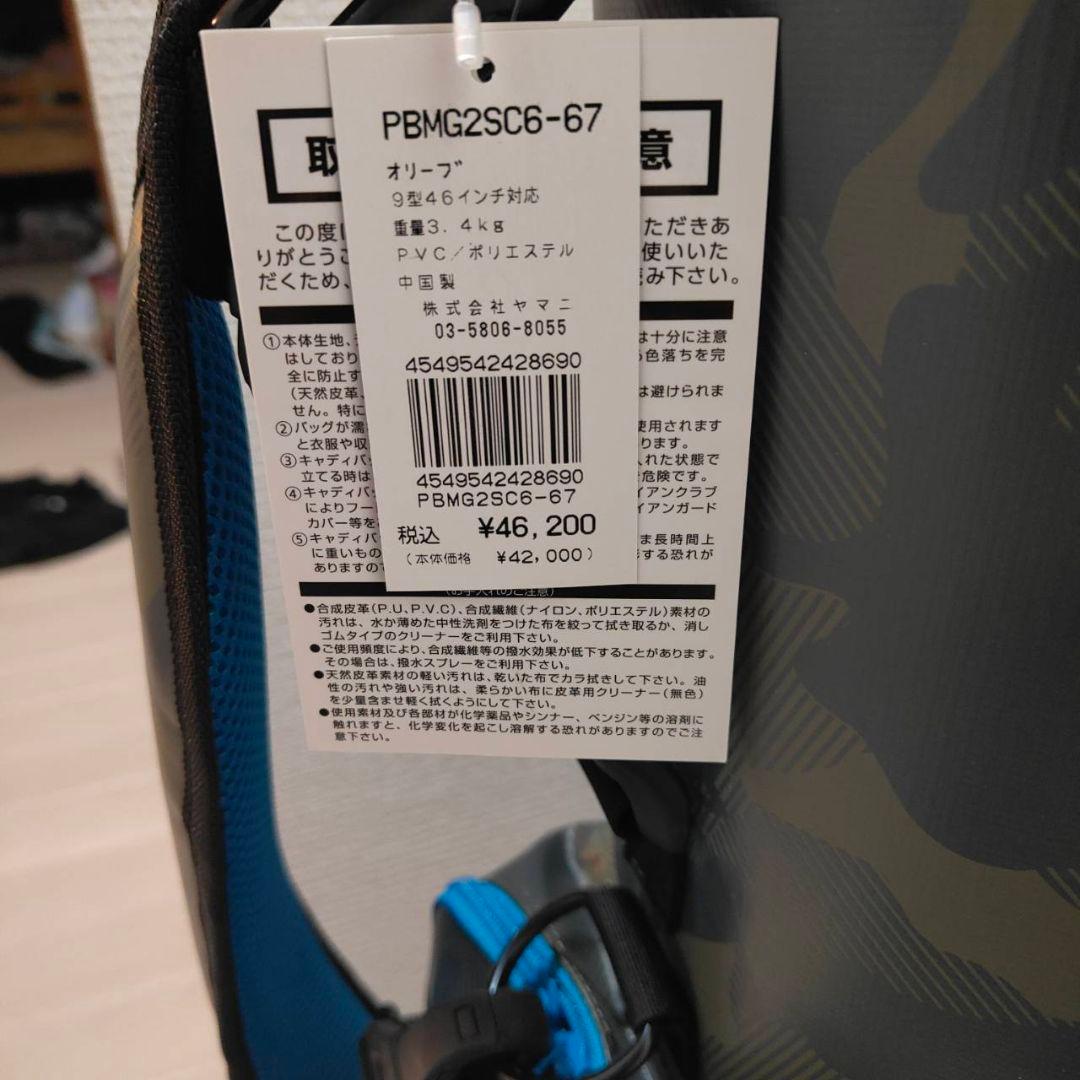 PBMG2SC6-67
オリーブ
9型46インチ対応
重量3.4kg
PVC/ポリエステル
中国製
株式会社ヤマニ
03-5806-8055
4549542428690
4549542428690
PBMG2SC6-67
税込 ¥46,200
(本体価格 ¥42,000)
取 意
この度 ただきあ
りがとうご 使いいた
だくため、 み下さい。
①本体生地、 は十分に注意
はしており 色落ちを完
全に防止す
(天然皮革、 は避けられま
せん。特に
②バッグが濡 使用されます
と衣服や収 ります。
③キャディバ 入れた状態で
立てる時は 危険です。
④キャディバ イアンクラブ
によりフー イアンガード
カバー等を
⑤キャディバ ま長時間上
に重いもの する恐れが
ありますので
(お手入れのご注意)
●合成皮革(P.U,P.V.C)、合成繊維(ナイロン、ポリエステル)素材の
汚れは、水か薄めた中性洗剤をつけた布を絞って拭き取るか、消し
ゴムタイプのクリーナーをご利用下さい。
●ご使用頻度により、合成繊維等の撥水効果が低下することがあります。
その場合は、撥水スプレーをご利用下さい。
●天然皮革素材の軽い汚れは、乾いた布でカラ拭きして下さい。油
性の汚れや強い汚れは、柔らかい布に皮革用クリーナー(無色)
を少量含ませ軽く拭くようにして下さい。
●使用素材及び各部材が化学薬品やシンナー、ベンジン等の溶剤に
触れますと、化学変化を起こし溶解する恐れがありますのでご注
意下さい。